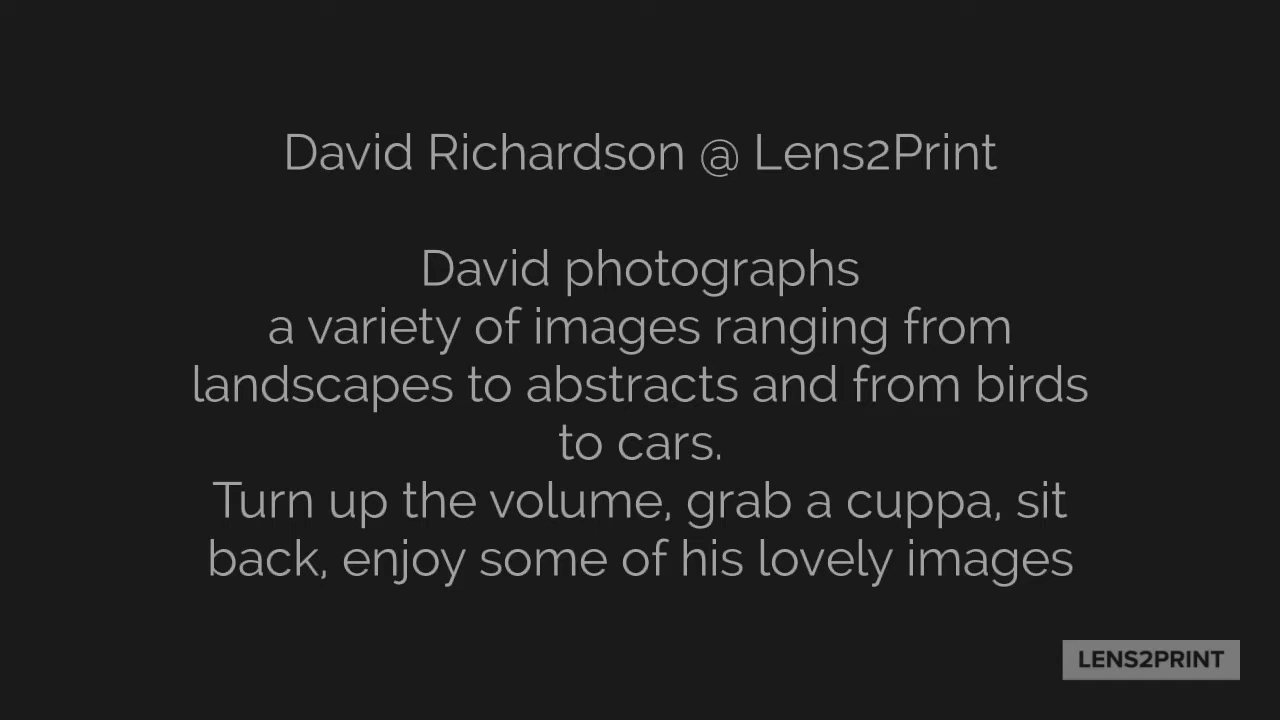 David Richardson @ Lens2Print
David photographs
a variety of images ranging from
landscapes to abstracts and from birds
to cars.
Turn up the volume, grab a cuppa, sit
back, enjoy some of his lovely images
LENS2PRINT